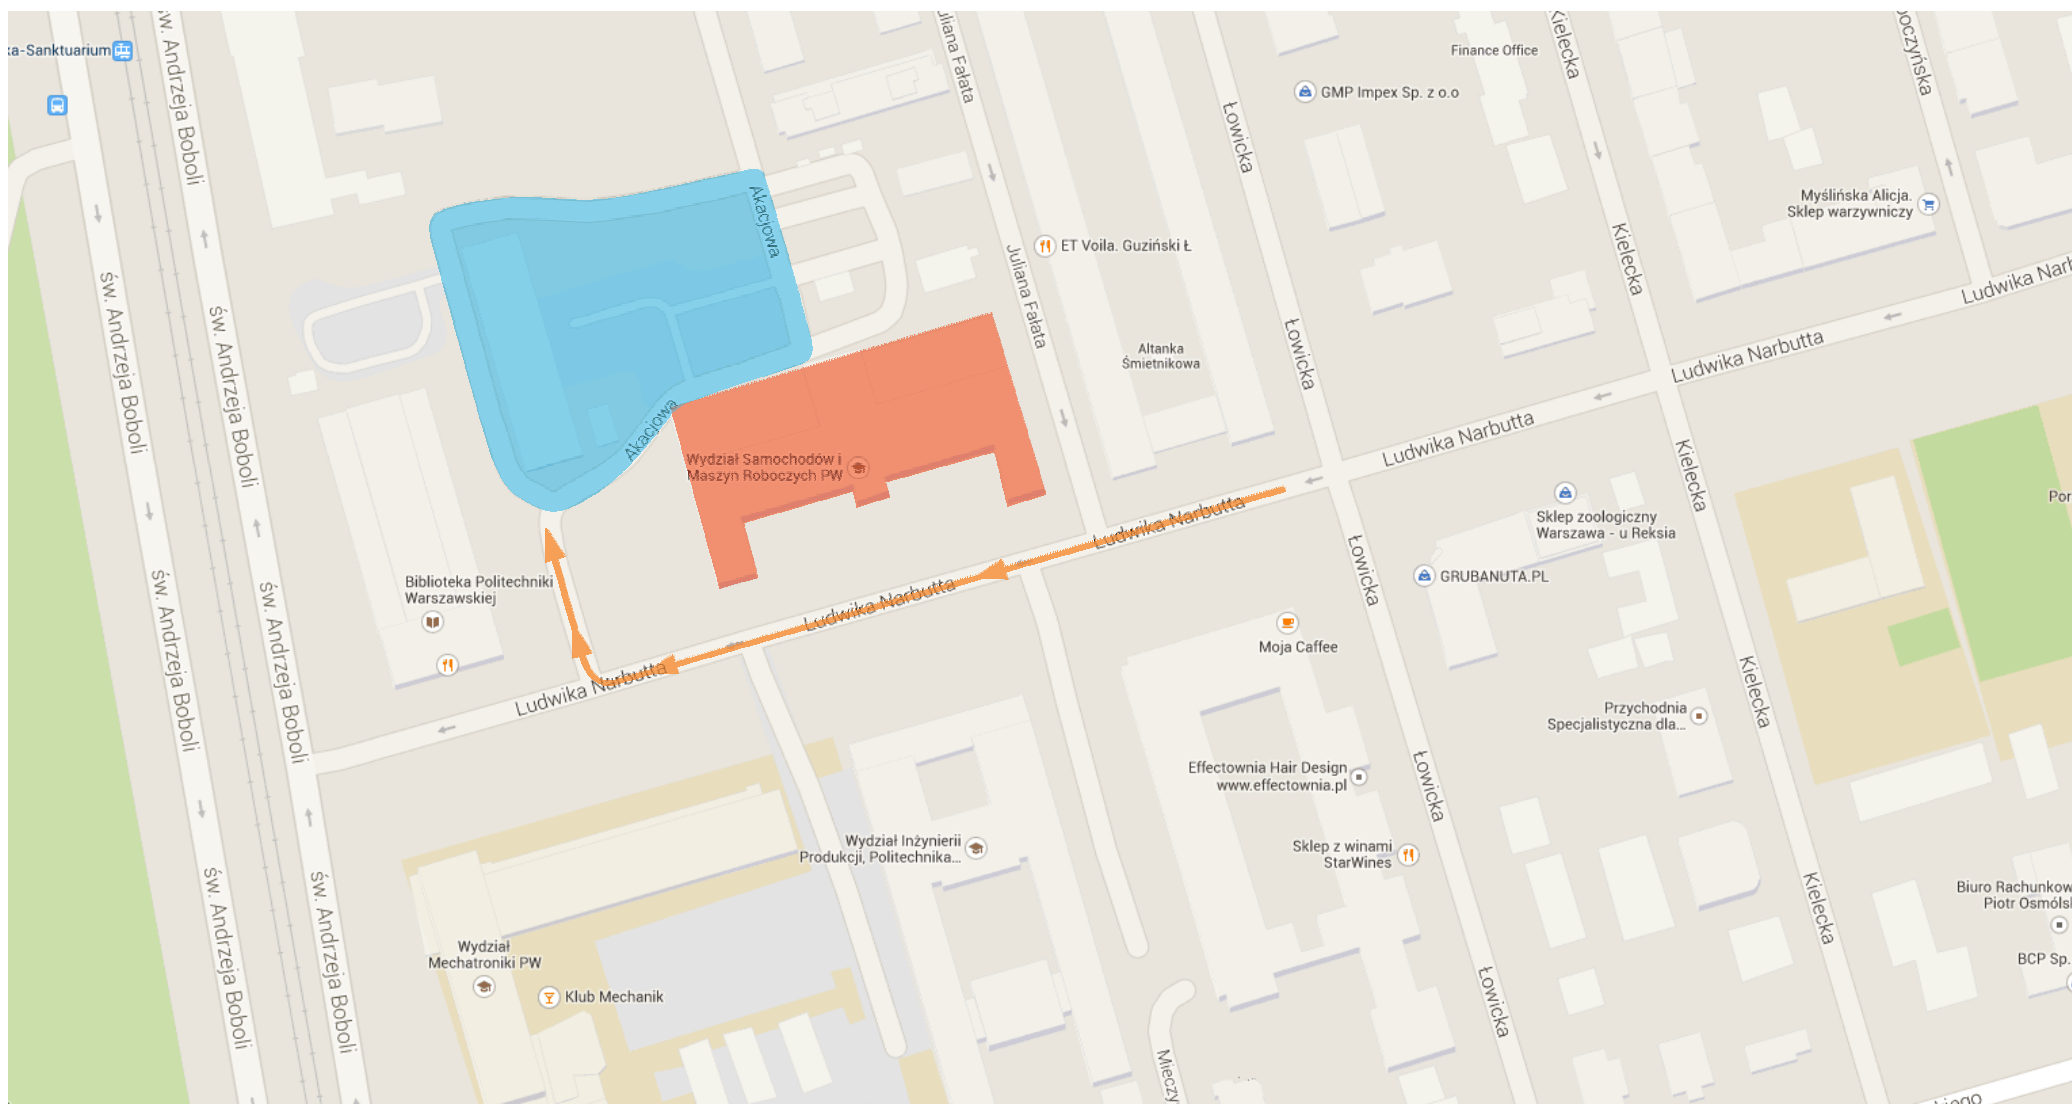 ka-Sanktuarium
św. Andrzeja Boboli
Juliana Fałata
Łowicka
Kielecka
Finance Office
GMP Impex Sp. z o.o
Myślińska Alicja.
Sklep warzywniczy
Akacjowa
ET Voila. Guziński Ł
św. Andrzeja Boboli
św. Andrzeja Boboli
Juliana Fałata
Kielecka
Ludwika Narb
Altanka
Śmietnikowa
Łowicka
Ludwika Narbutta
Akacjowa
Ludwika Narbutta
Wydział Samochodów i
Maszyn Roboczych PW
Kielecka
Ludwika Narbutta
Sklep zoologiczny
Warszawa - u Reksia
Por
Łowicka
GRUBANUTA.PL
Biblioteka Politechniki
Warszawskiej
Ludwika Narbutta
św. Andrzeja Boboli
św. Andrzeja Boboli
Moja Caffee
Ludwika Narbutta
Kielecka
Przychodnia
Specjalistyczna dla...
Effectownia Hair Design
www.effectownia.pl
Łowicka
Wydział Inżynierii
Produkcji, Politechnika...
Sklep z winami
StarWines
św. Andrzeja Boboli
św. Andrzeja Boboli
Kielecka
Biuro Rachunkow
Piotr Osmóls
Wydział
Mechatroniki PW
Klub Mechanik
BCP Sp.
Łowicka
Mieczy